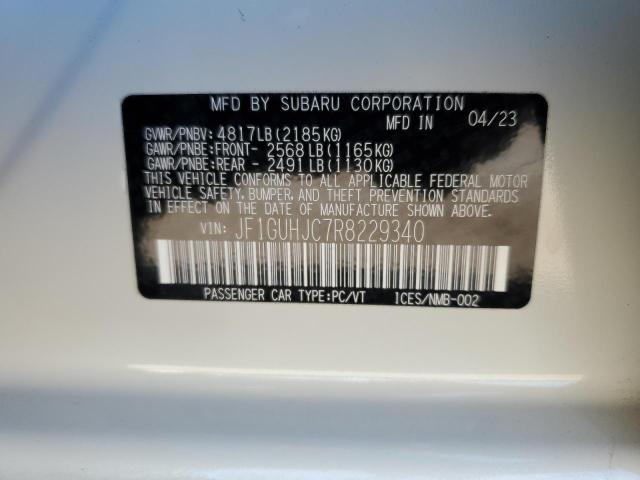 MFD BY SUBARU CORPORATION
MFD IN 04/23
GVWR/PNBV: 4817LB(2185KG)
GAWR/PNBE:FRONT- 2568LB(1165KG)
GAWR/PNBE:REAR - 2491LB(1130KG)
THIS VEHICLE CONFORMS TO ALL APPLICABLE FEDERAL MOTOR
VEHICLE SAFETY, BUMPER, AND THEFT PREVENTION STANDARDS
IN EFFECT ON THE DATE OF MANUFACTURE SHOWN ABOVE.
VIN: JF1GUHJC7R8229340
PASSENGER CAR TYPE:PC/VT ICES/NMB-002